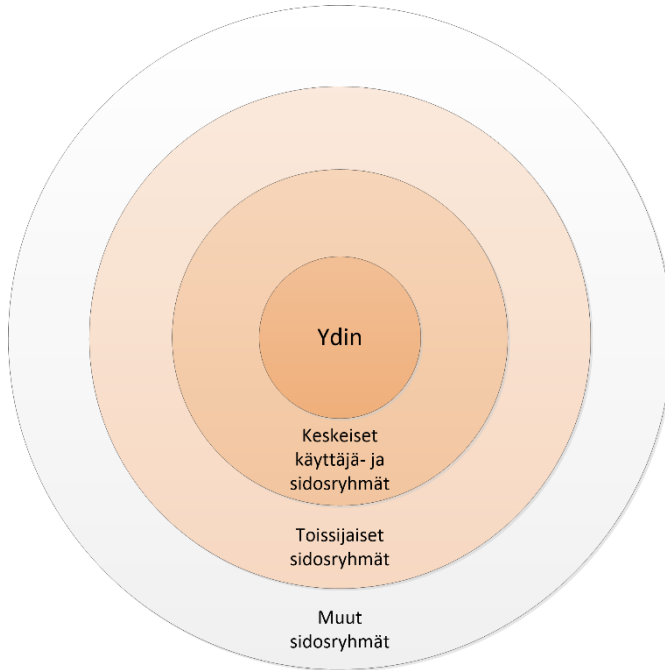 Ydin
Keskeiset
käyttäjä- ja
sidosryhmät
Toissijaiset
sidosryhmät
Muut
sidosryhmät